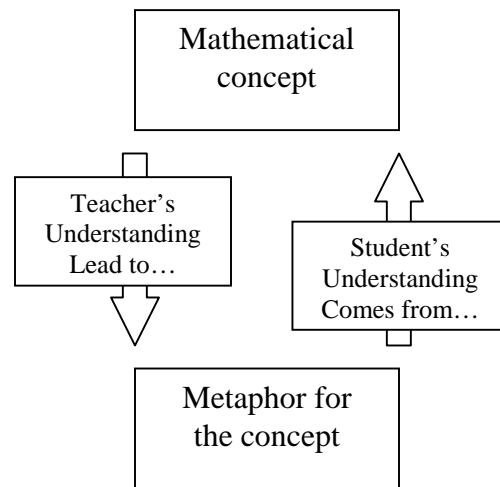 Mathematical
concept
Teacher’s
Understanding
Lead to…
Student’s
Understanding
Comes from…
Metaphor for
the concept